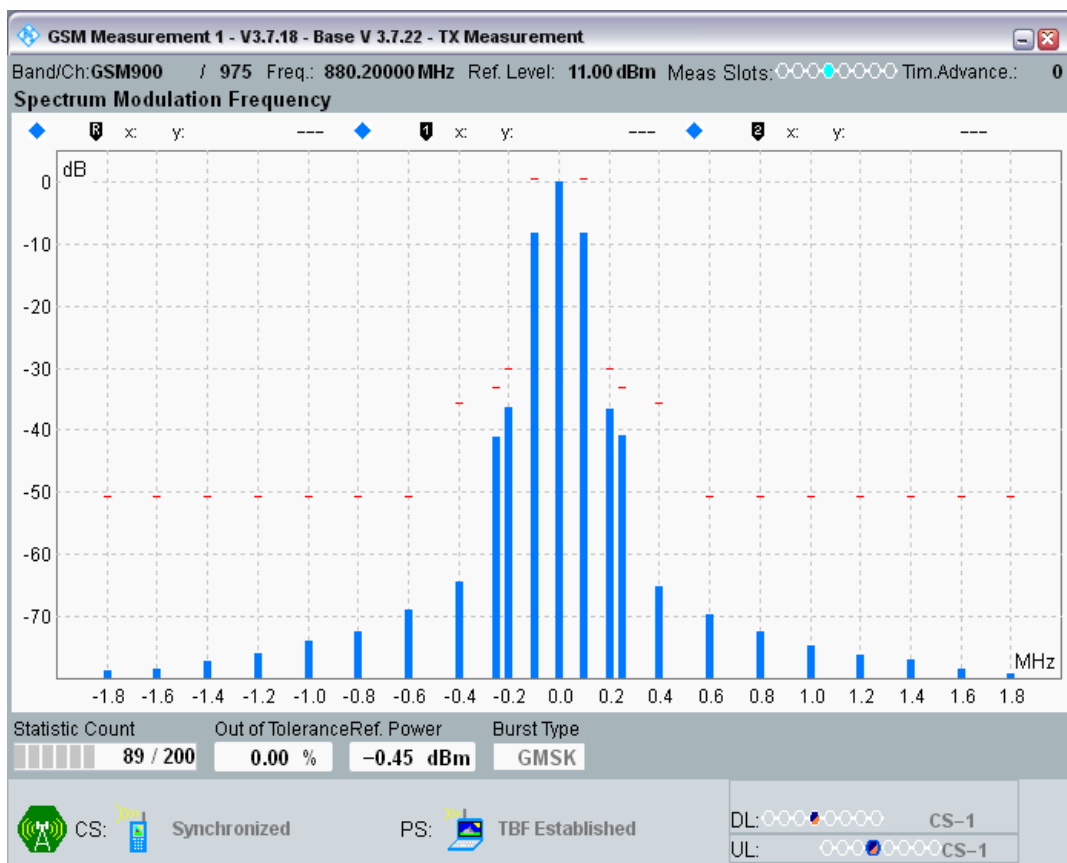 GSM Measurement 1 - V3.7.18 - Base V 3.7.22 - TX Measurement
Band/Ch:GSM900 / 975 Freq.: 880.20000 MHz Ref. Level: 11.00 dBm Meas Slots: Tim.Advance.: 0
Spectrum Modulation Frequency
R x: y: --- 1 x: y: --- 2 x: y: ---
dB
0
-10
-20
-30
-40
-50
-60
-70
MHz
-1.8 -1.6 -1.4 -1.2 -1.0 -0.8 -0.6 -0.4 -0.2 0.0 0.2 0.4 0.6 0.8 1.0 1.2 1.4 1.6 1.8
Statistic Count Out of Tolerance Ref. Power Burst Type
89 / 200 0.00 % −0.45 dBm GMSK
CS: Synchronized PS: TBF Established
DL: CS−1
UL: CS−1